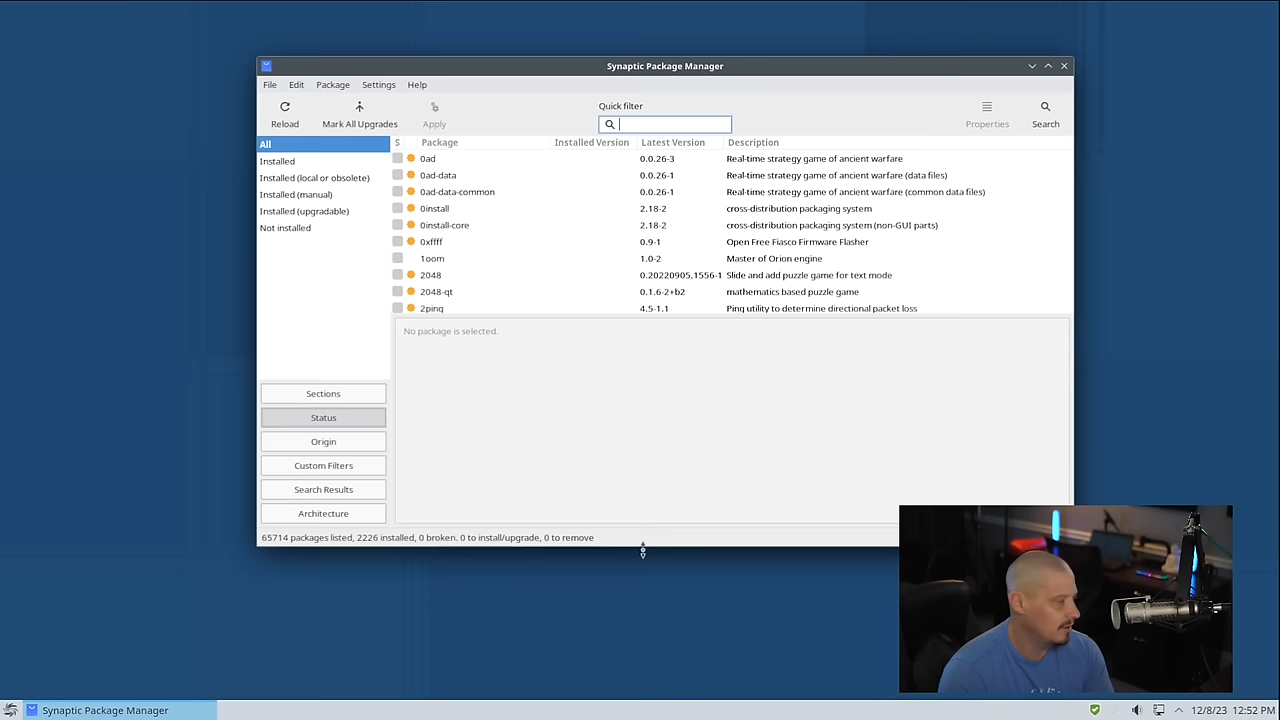 Synaptic Package Manager
File Edit Package Settings Help
Reload Mark All Upgrades Apply Quick filter Properties Search
All
Installed
Installed (local or obsolete)
Installed (manual)
Installed (upgradable)
Not installed
S Package Installed Version Latest Version Description
0ad 0.0.26-3 Real-time strategy game of ancient warfare
0ad-data 0.0.26-1 Real-time strategy game of ancient warfare (data files)
0ad-data-common 0.0.26-1 Real-time strategy game of ancient warfare (common data files)
0install 2.18-2 cross-distribution packaging system
0install-core 2.18-2 cross-distribution packaging system (non-GUI parts)
0xffff 0.9-1 Open Free Fiasco Firmware Flasher
1oom 1.0-2 Master of Orion engine
2048 0.20220905.1556-1 Slide and add puzzle game for text mode
2048-qt 0.1.6-2+b2 mathematics based puzzle game
2ping 4.5-1.1 Ping utility to determine directional packet loss
No package is selected.
Sections
Status
Origin
Custom Filters
Search Results
Architecture
65714 packages listed, 2226 installed, 0 broken. 0 to install/upgrade, 0 to remove
Synaptic Package Manager
12/8/23 12:52 PM